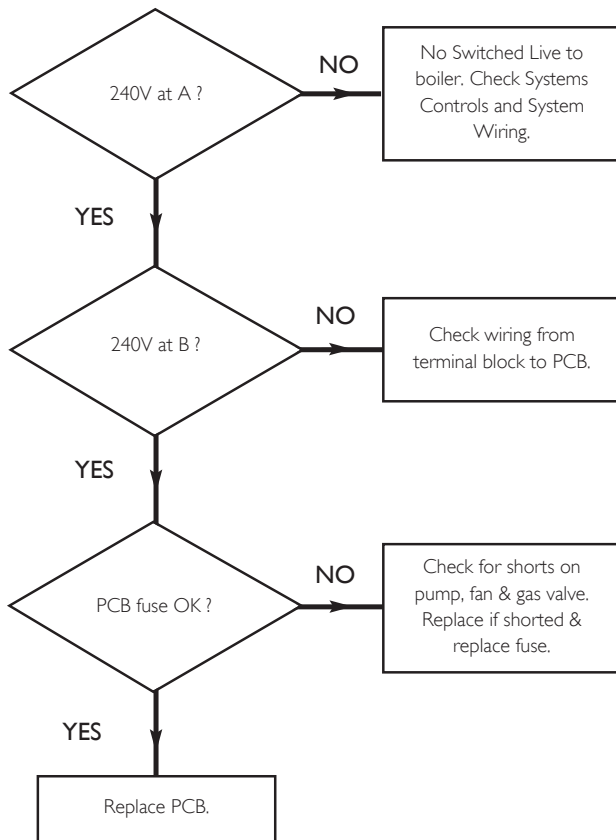 240V at A ?
NO
No Switched Live to
boiler. Check Systems
Controls and System
Wiring.
YES
240V at B ?
NO
Check wiring from
terminal block to PCB.
YES
PCB fuse OK ?
NO
Check for shorts on
pump, fan & gas valve.
Replace if shorted &
replace fuse.
YES
Replace PCB.